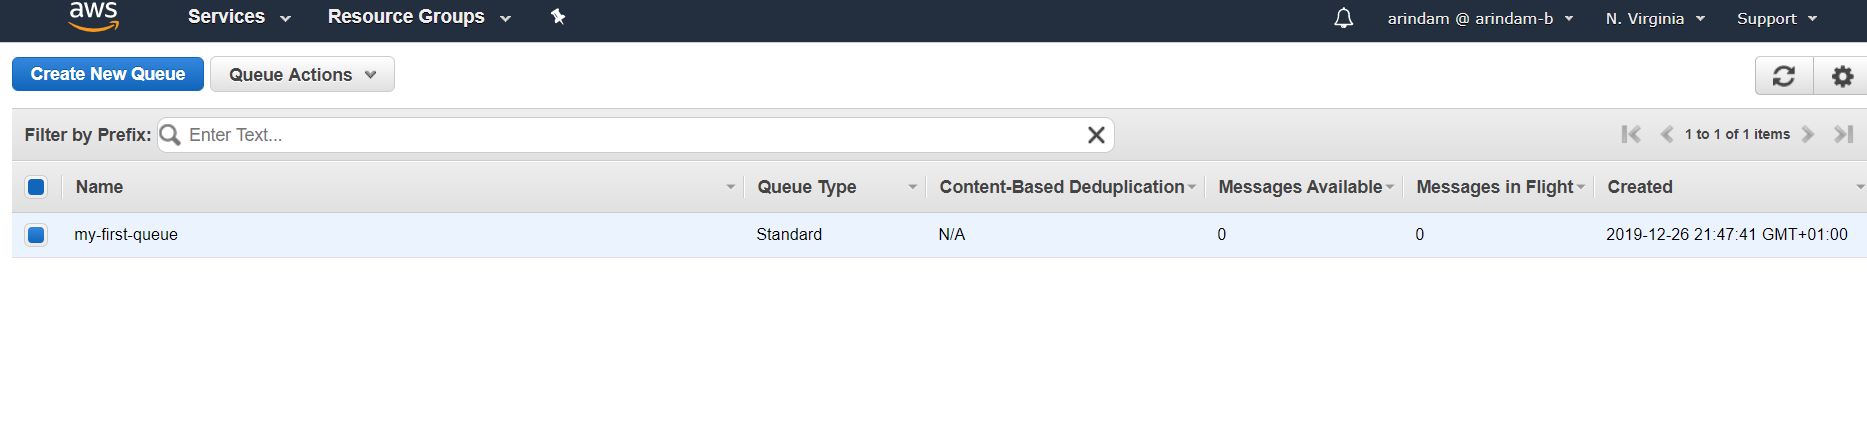 aws Services Resource Groups arindam @ arindam-b N. Virginia Support
Create New Queue Queue Actions
Filter by Prefix: Enter Text... 1 to 1 of 1 items
Name Queue Type Content-Based Deduplication Messages Available Messages in Flight Created
my-first-queue Standard N/A 0 0 2019-12-26 21:47:41 GMT+01:00